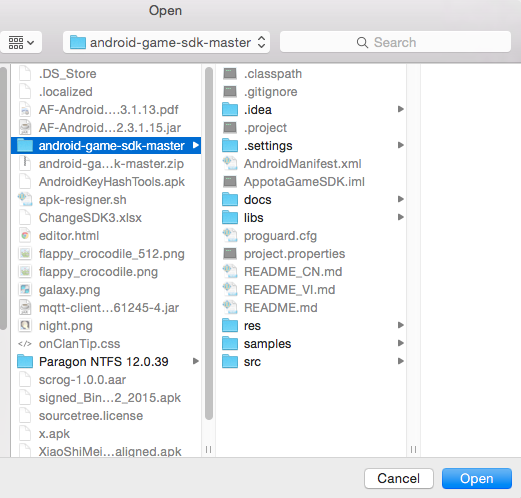 Open
android-game-sdk-master
Search
.DS_Store
.localized
AF-Android...3.1.13.pdf
AF-Android...2.3.1.15.jar
android-game-sdk-master
android-ga...k-master.zip
AndroidKeyHashTools.apk
apk-resigner.sh
ChangeSDK3.xlsx
editor.html
flappy_crocodile_512.png
flappy_crocodile.png
galaxy.png
mqtt-client...61245-4.jar
night.png
onClanTip.css
Paragon NTFS 12.0.39
scrog-1.0.0.aar
signed_Bin...2_2015.apk
sourcetree.license
x.apk
XiaoShiMei...aligned.apk
.classpath
.gitignore
.idea
.project
.settings
AndroidManifest.xml
AppotaGameSDK.iml
docs
libs
proguard.cfg
project.properties
README_CN.md
README_VI.md
README.md
res
samples
src
Cancel
Open